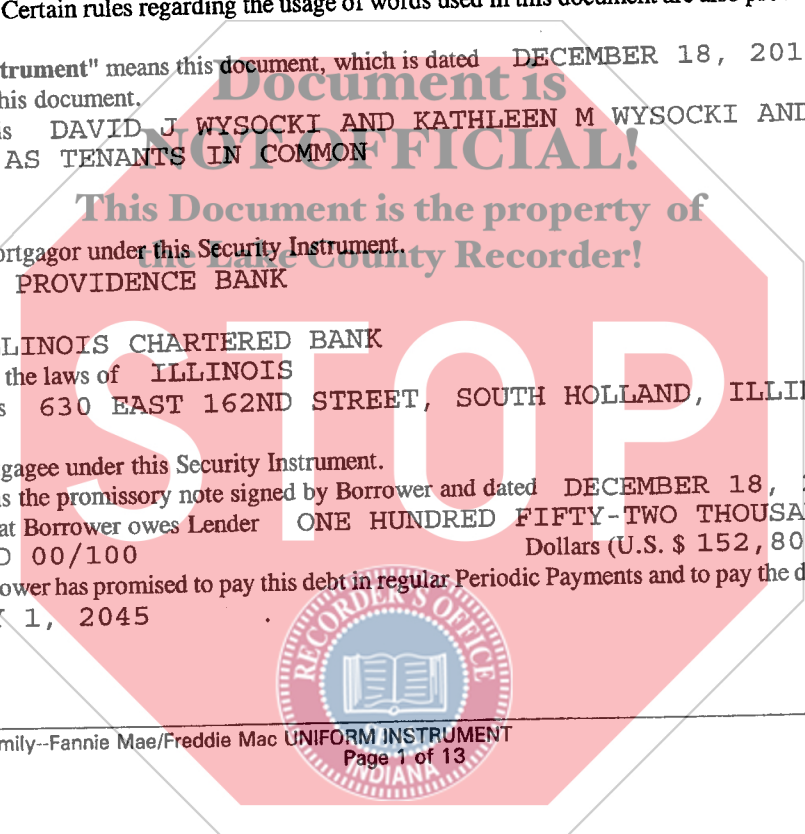 Certain rules regarding the usage of words used in this document are also
trument" means this document, which is dated DECEMBER 18, 201
his document.
DAVID J WYSOCKI AND KATHLEEN M WYSOCKI AND
AS TENANTS IN COMMON
ortgagor under this Security Instrument.
PROVIDENCE BANK
LINOIS CHARTERED BANK
the laws of ILLINOIS
630 EAST 162ND STREET, SOUTH HOLLAND, ILLI
gagee under this Security Instrument.
s the promissory note signed by Borrower and dated DECEMBER 18,
at Borrower owes Lender ONE HUNDRED FIFTY-TWO THOUSA
00/100 Dollars (U.S. $ 152,80
ower has promised to pay this debt in regular Periodic Payments and to pay the d
1, 2045
mily--Fannie Mae/Freddie Mac UNIFORM INSTRUMENT
Page 1 of 13
Document is
NOT OFFICIAL!
This Document is the property of
the Lake County Recorder!
STOP
RECORDER'S OFFICE
INDIANA